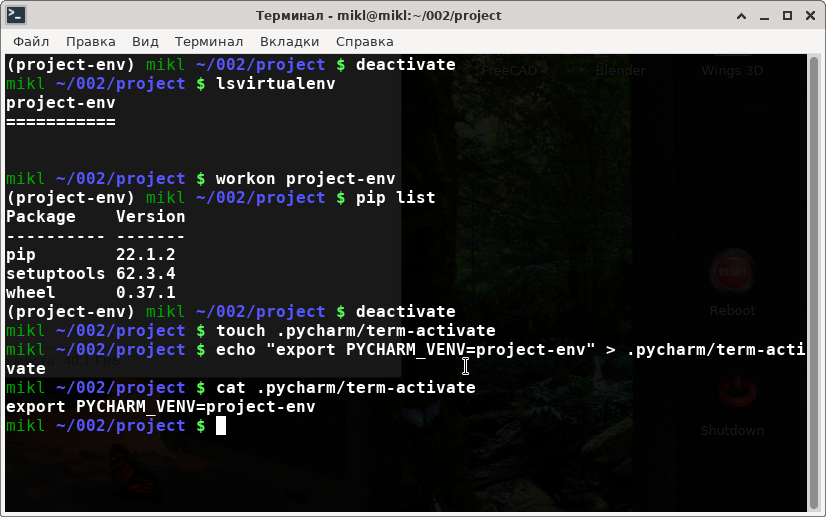 Терминал - mikl@mikl:~/002/project
Файл Правка Вид Терминал Вкладки Справка
(project-env) mikl ~/002/project $ deactivate
mikl ~/002/project $ lsvirtualenv
project-env
===========
mikl ~/002/project $ workon project-env
(project-env) mikl ~/002/project $ pip list
Package    Version
---------- -------
pip        22.1.2
setuptools 62.3.4
wheel      0.37.1
(project-env) mikl ~/002/project $ deactivate
mikl ~/002/project $ touch .pycharm/term-activate
mikl ~/002/project $ echo "export PYCHARM_VENV=project-env" > .pycharm/term-acti
vate
mikl ~/002/project $ cat .pycharm/term-activate
export PYCHARM_VENV=project-env
mikl ~/002/project $
FreeCAD Blender Wings 3D
RESET
Reboot
Shutdown